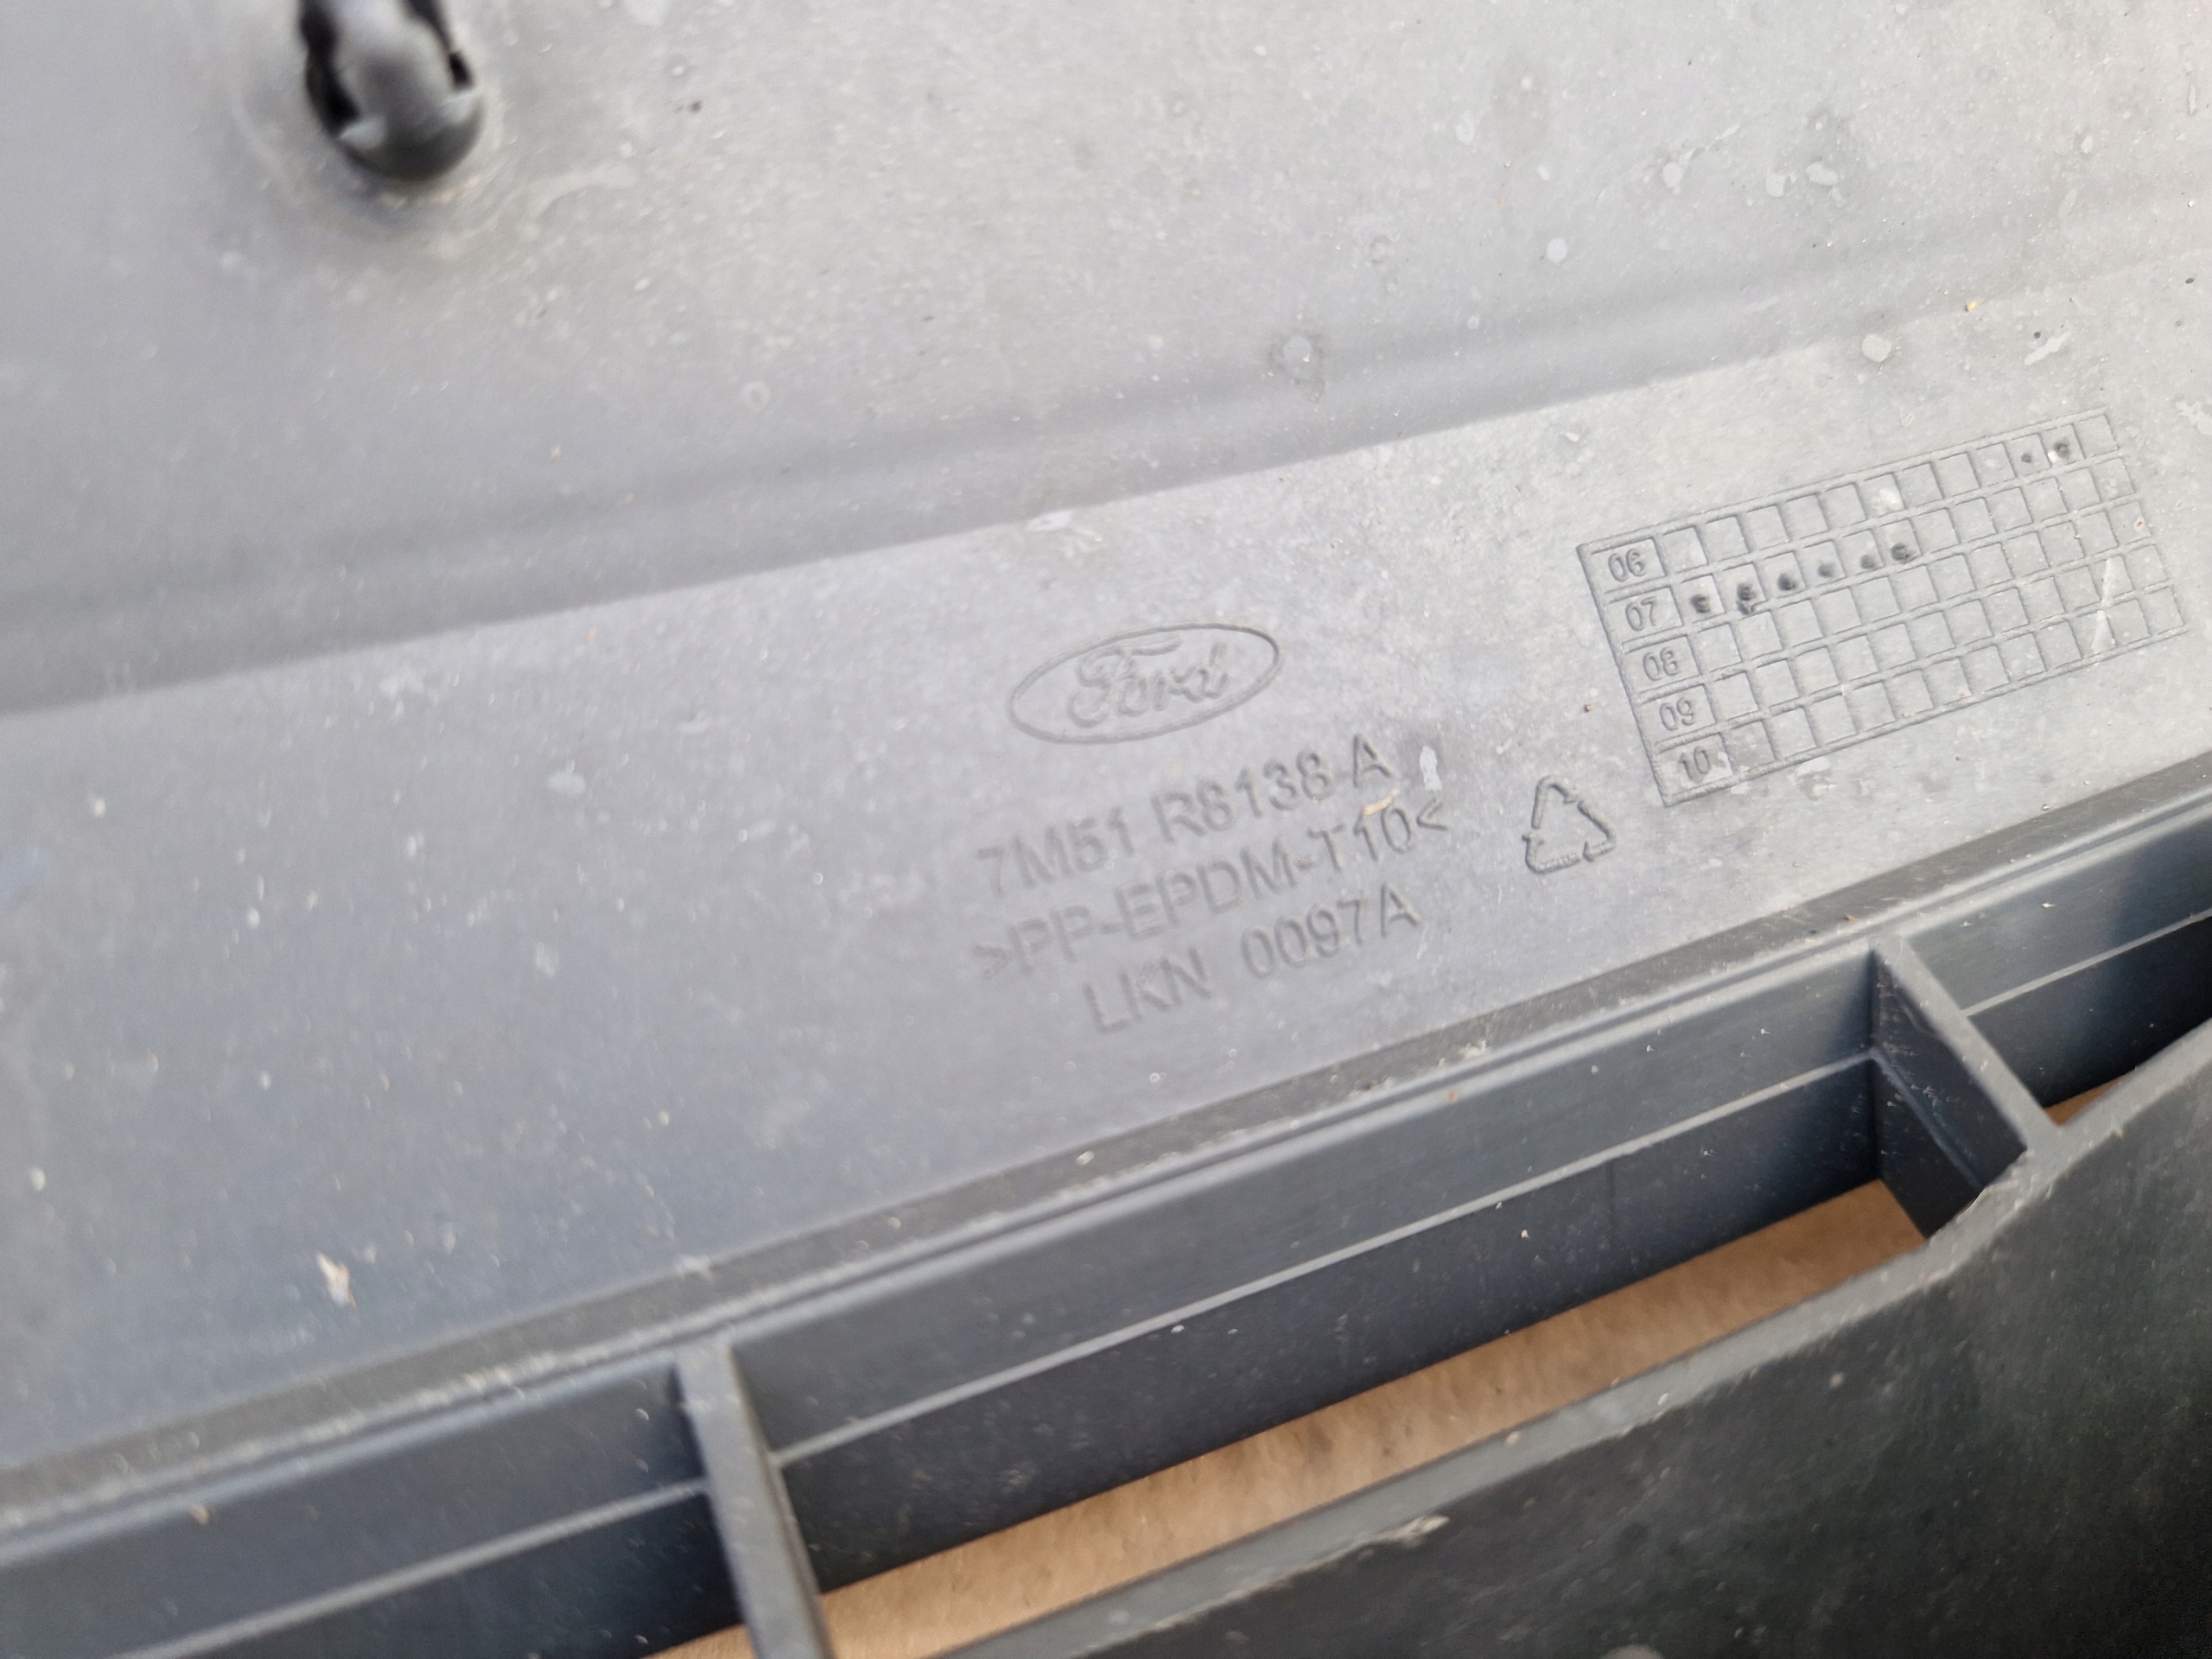 Ford
7M51 R8138-A
>PP-EPDM-T10<
LKN 0097A
06
07
08
09
10